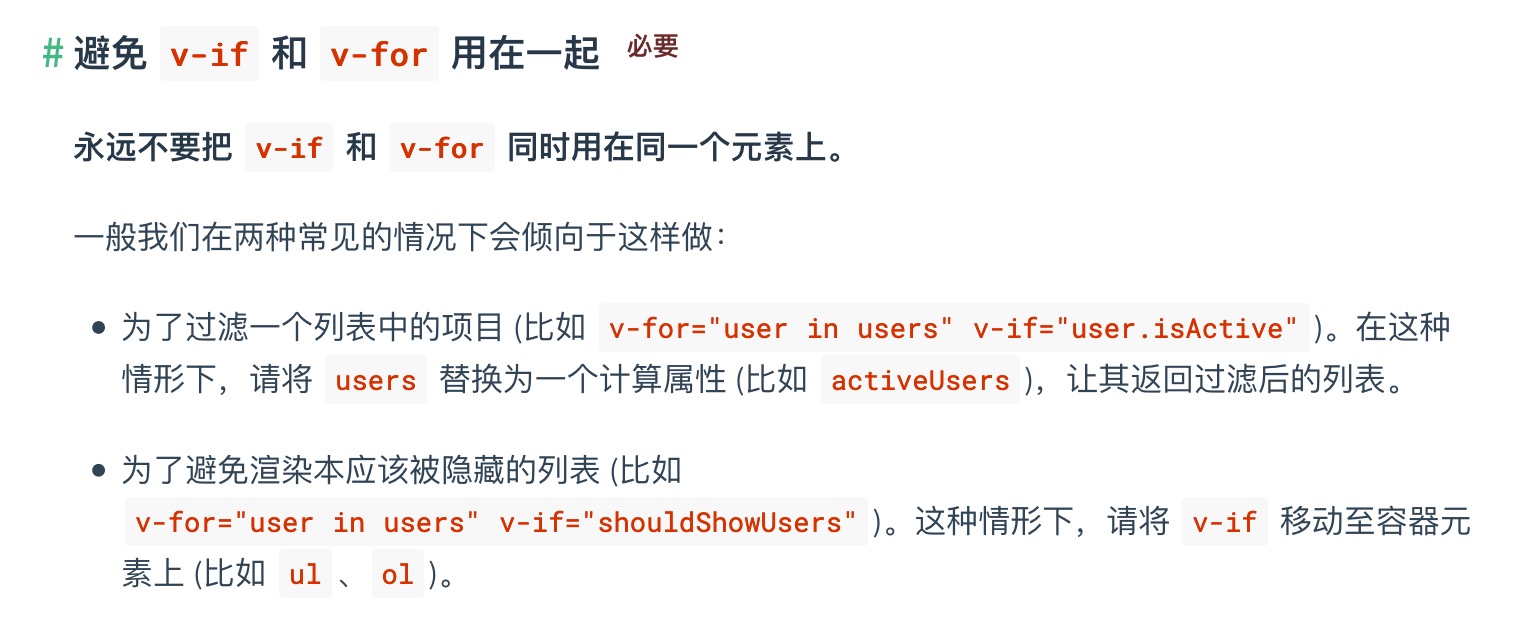 # 避免 v-if 和 v-for 用在一起 必要
永远不要把 v-if 和 v-for 同时用在同一个元素上。
一般我们在两种常见的情况下会倾向于这样做：
• 为了过滤一个列表中的项目 (比如 v-for="user in users" v-if="user.isActive")。在这种
情形下，请将 users 替换为一个计算属性 (比如 activeUsers)，让其返回过滤后的列表。
• 为了避免渲染本应该被隐藏的列表 (比如
v-for="user in users" v-if="shouldShowUsers")。这种情形下，请将 v-if 移动至容器元
素上 (比如 ul、ol)。